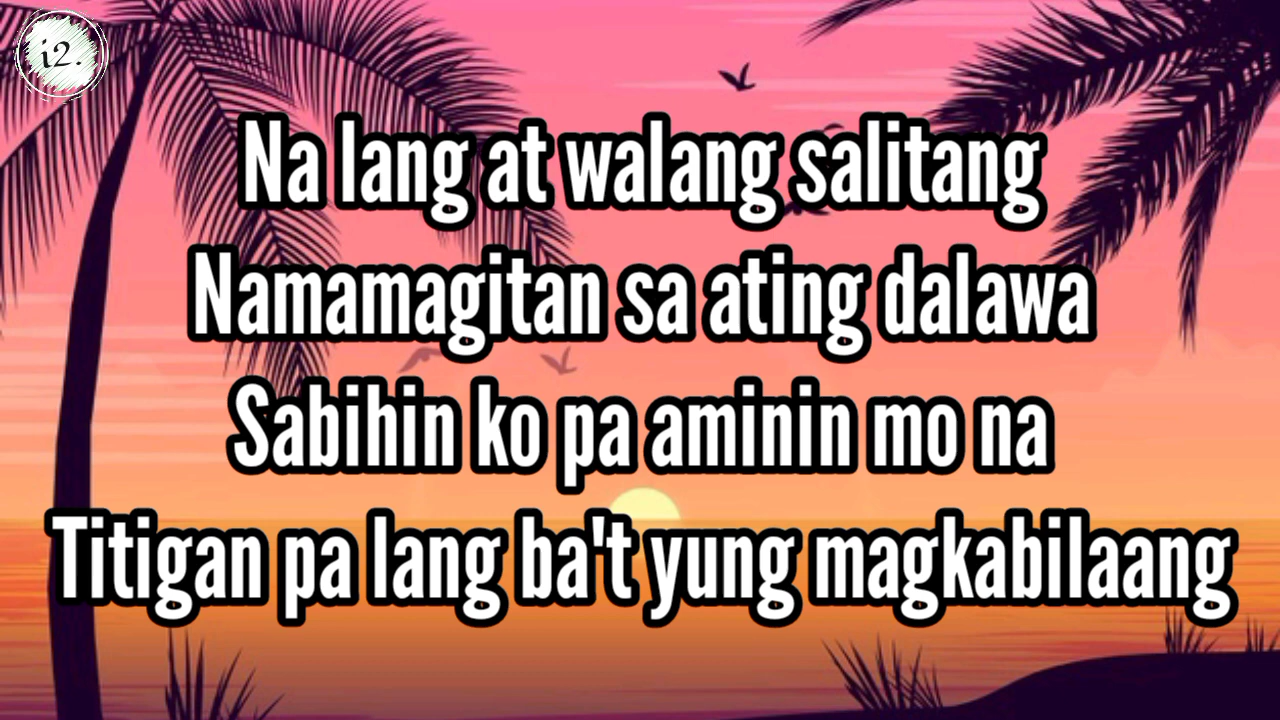 i2.
Na lang at walang salitang
Namamagitan sa ating dalawa
Sabihin ko pa aminin mo na
Titigan pa lang ba't yung magkabilaang